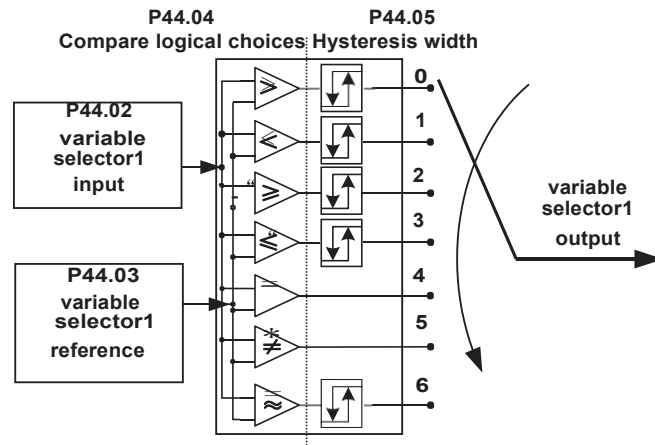 P44.04 P44.05
Compare logical choices Hysteresis width
P44.02
variable
selector1
input
P44.03
variable
selector1
reference
>
<
≥
≤
=
≠
≈
0
1
2
3
4
5
6
variable
selector1
output